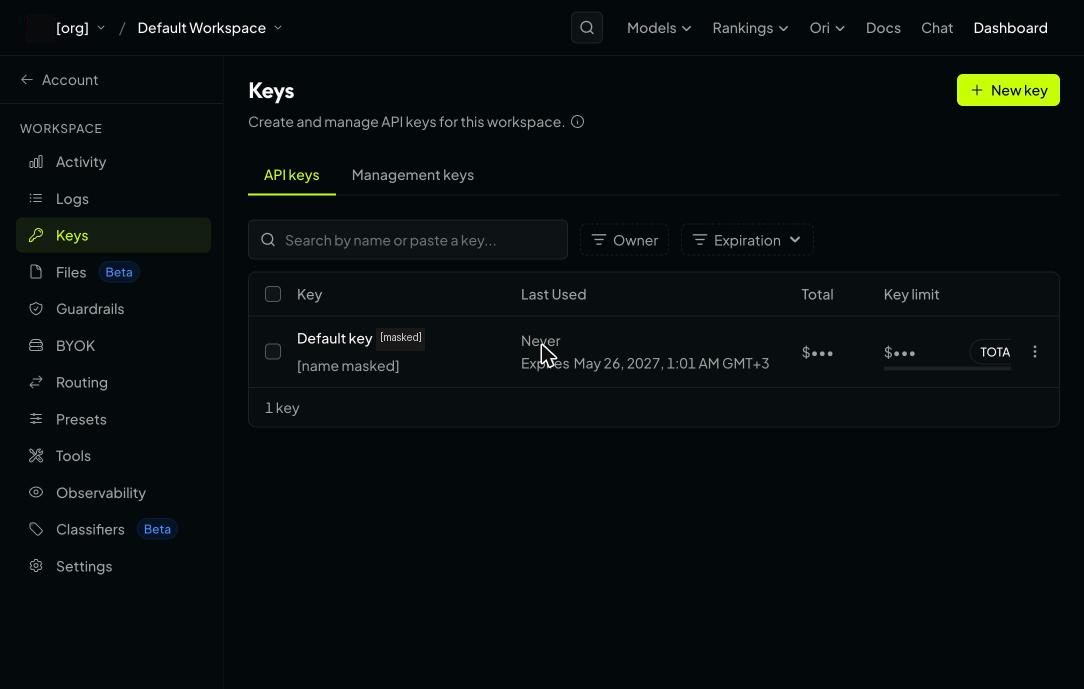 [org] / Default Workspace Models Rankings Ori Docs Chat Dashboard
Account
WORKSPACE
Activity
Logs
Keys
Files Beta
Guardrails
BYOK
Routing
Presets
Tools
Observability
Classifiers Beta
Settings
Keys
New key
Create and manage API keys for this workspace.
API keys Management keys
Search by name or paste a key...
Owner Expiration
Key Last Used Total Key limit
Default key [masked]
[name masked]
Never
Expires May 26, 2027, 1:01 AM GMT+3
$••• $••• TOTA
1 key